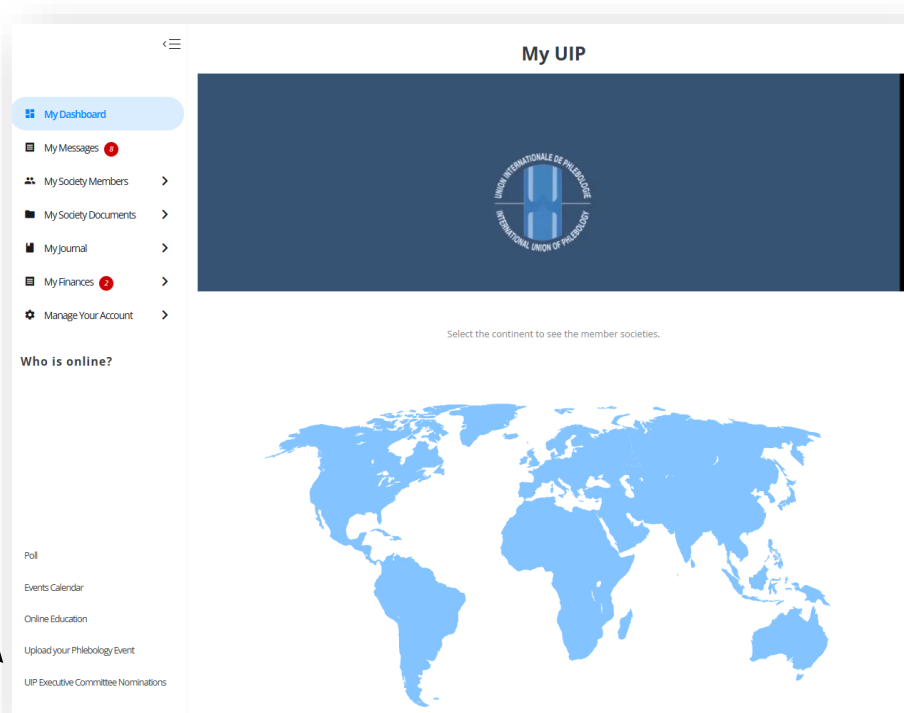 My UIP
My Dashboard
My Messages 8
My Society Members
My Society Documents
My Journal
My Finances 2
Manage Your Account
Who is online?
Poll
Events Calendar
Online Education
Upload your Phlebology Event
UIP Executive Committee Nominations
UNION INTERNATIONALE DE PHLEBOLOGIE
INTERNATIONAL UNION OF PHLEBOLOGY
Select the continent to see the member societies.